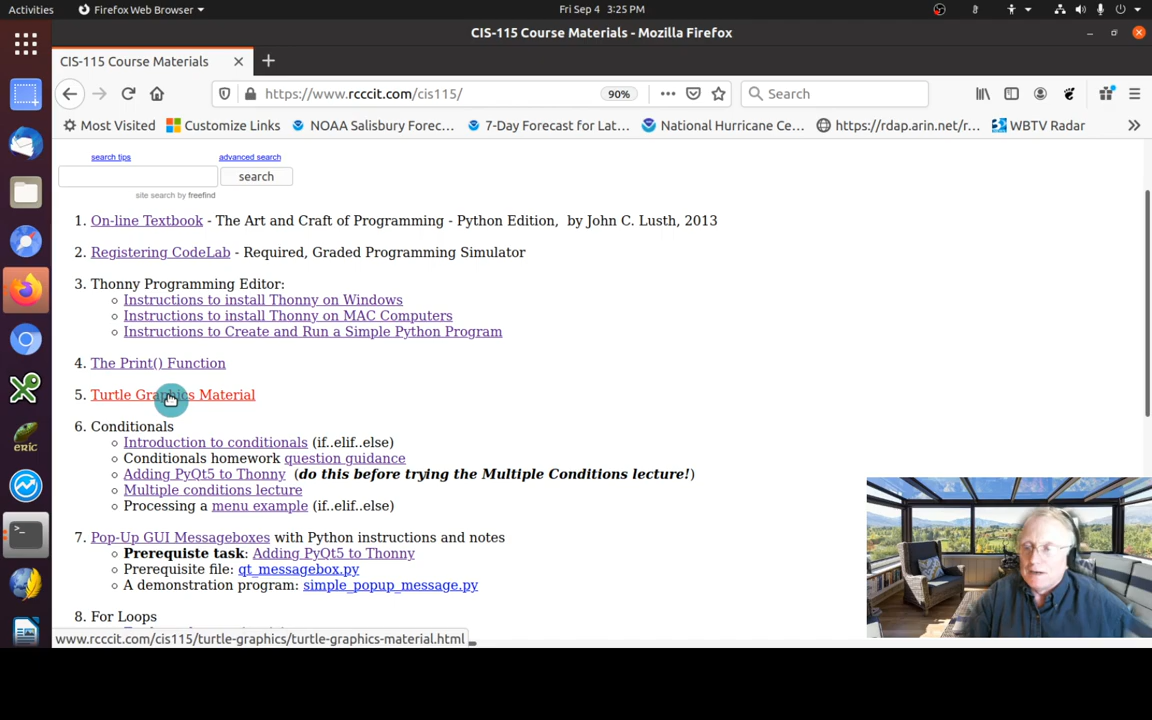 Activities Firefox Web Browser Fri Sep 4 3:25 PM
CIS-115 Course Materials - Mozilla Firefox
CIS-115 Course Materials
https://www.rcccit.com/cis115/ 90% Search
Most Visited Customize Links NOAA Salisbury Forec... 7-Day Forecast for Lat... National Hurricane Ce... https://rdap.arin.net/r... WBTV Radar
search tips advanced search
search
site search by freefind
1. On-line Textbook - The Art and Craft of Programming - Python Edition, by John C. Lusth, 2013
2. Registering CodeLab - Required, Graded Programming Simulator
3. Thonny Programming Editor:
Instructions to install Thonny on Windows
Instructions to install Thonny on MAC Computers
Instructions to Create and Run a Simple Python Program
4. The Print() Function
5. Turtle Graphics Material
6. Conditionals
Introduction to conditionals (if..elif..else)
Conditionals homework question guidance
Adding PyQt5 to Thonny (do this before trying the Multiple Conditions lecture!)
Multiple conditions lecture
Processing a menu example (if..elif..else)
7. Pop-Up GUI Messageboxes with Python instructions and notes
Prerequiste task: Adding PyQt5 to Thonny
Prerequisite file: qt_messagebox.py
A demonstration program: simple_popup_message.py
8. For Loops
www.rcccit.com/cis115/turtle-graphics/turtle-graphics-material.html
eric